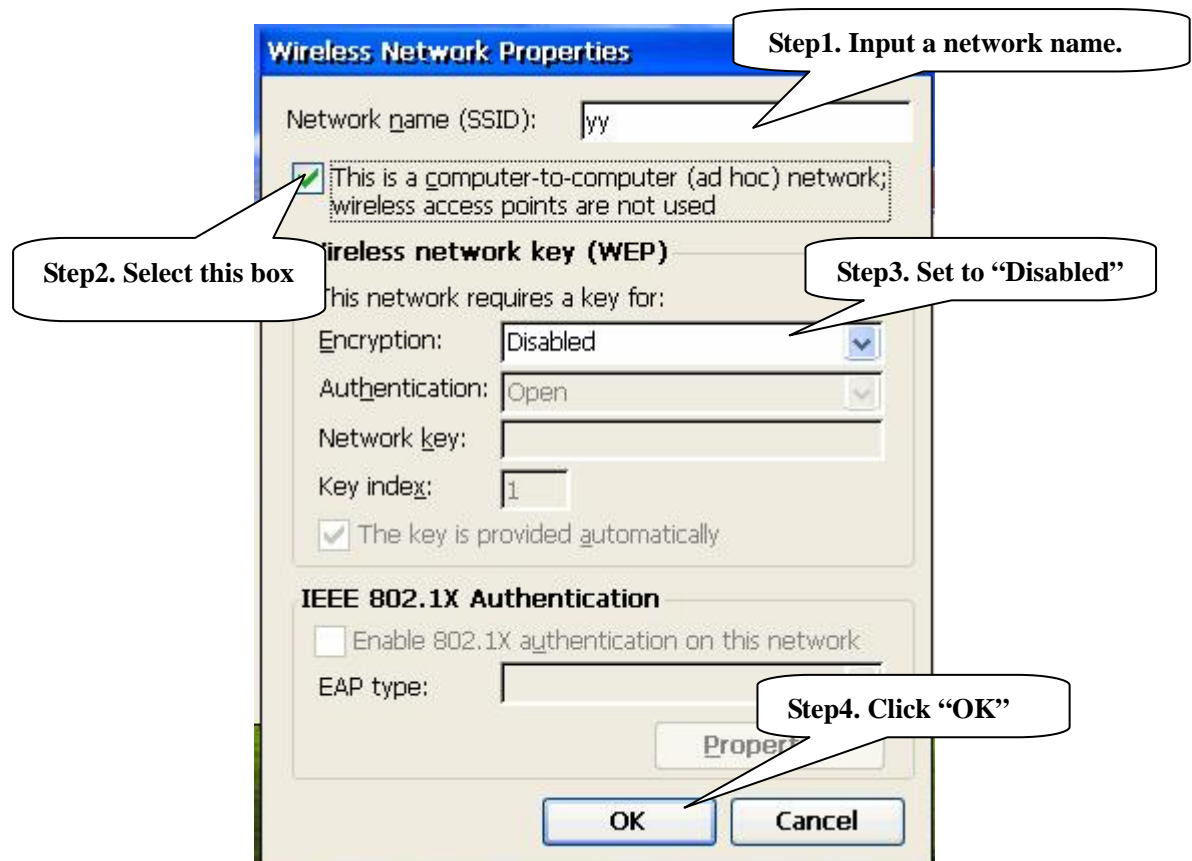 Wireless Network Properties
Step1. Input a network name.
Network name (SSID):
yy
This is a computer-to-computer (ad hoc) network;
wireless access points are not used
Step2. Select this box
Wireless network key (WEP)
Step3. Set to “Disabled”
This network requires a key for:
Encryption:
Disabled
Authentication:
Open
Network key:
Key index:
1
The key is provided automatically
IEEE 802.1X Authentication
Enable 802.1X authentication on this network
EAP type:
Step4. Click “OK”
Propert
OK
Cancel